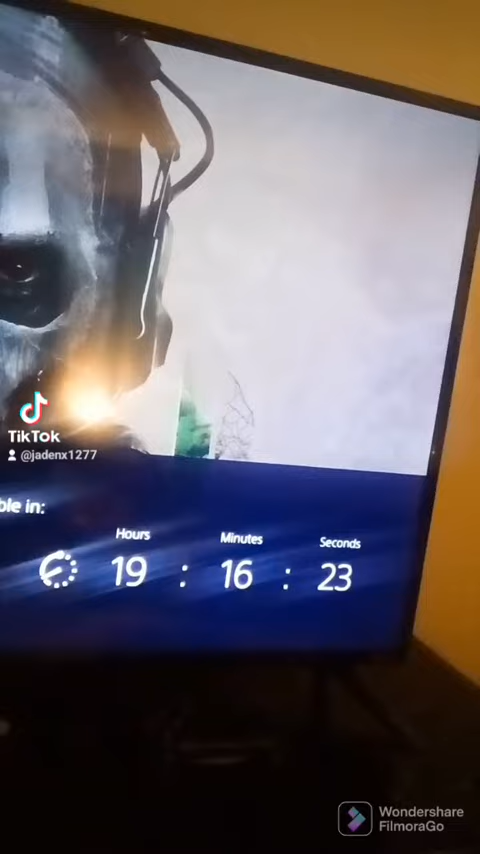 TikTok
@jadenx1277
ble in:
Hours Minutes Seconds
19 : 16 : 23
Wondershare
FilmoraGo